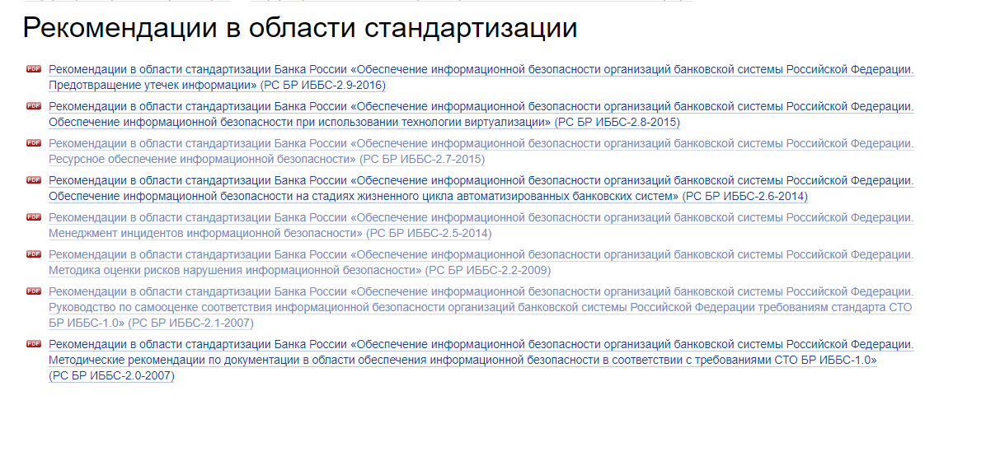 Рекомендации в области стандартизации
PDF Рекомендации в области стандартизации Банка России «Обеспечение информационной безопасности организаций банковской системы Российской Федерации.
Предотвращение утечек информации» (РС БР ИББС-2.9-2016)
PDF Рекомендации в области стандартизации Банка России «Обеспечение информационной безопасности организаций банковской системы Российской Федерации.
Обеспечение информационной безопасности при использовании технологии виртуализации» (РС БР ИББС-2.8-2015)
PDF Рекомендации в области стандартизации Банка России «Обеспечение информационной безопасности организаций банковской системы Российской Федерации.
Ресурсное обеспечение информационной безопасности» (РС БР ИББС-2.7-2015)
PDF Рекомендации в области стандартизации Банка России «Обеспечение информационной безопасности организаций банковской системы Российской Федерации.
Обеспечение информационной безопасности на стадиях жизненного цикла автоматизированных банковских систем» (РС БР ИББС-2.6-2014)
PDF Рекомендации в области стандартизации Банка России «Обеспечение информационной безопасности организаций банковской системы Российской Федерации.
Менеджмент инцидентов информационной безопасности» (РС БР ИББС-2.5-2014)
PDF Рекомендации в области стандартизации Банка России «Обеспечение информационной безопасности организаций банковской системы Российской Федерации.
Методика оценки рисков нарушения информационной безопасности» (РС БР ИББС-2.2-2009)
PDF Рекомендации в области стандартизации Банка России «Обеспечение информационной безопасности организаций банковской системы Российской Федерации.
Руководство по самооценке соответствия информационной безопасности организаций банковской системы Российской Федерации требованиям стандарта СТО
БР ИББС-1.0» (РС БР ИББС-2.1-2007)
PDF Рекомендации в области стандартизации Банка России «Обеспечение информационной безопасности организаций банковской системы Российской Федерации.
Методические рекомендации по документации в области обеспечения информационной безопасности в соответствии с требованиями СТО БР ИББС-1.0»
(РС БР ИББС-2.0-2007)